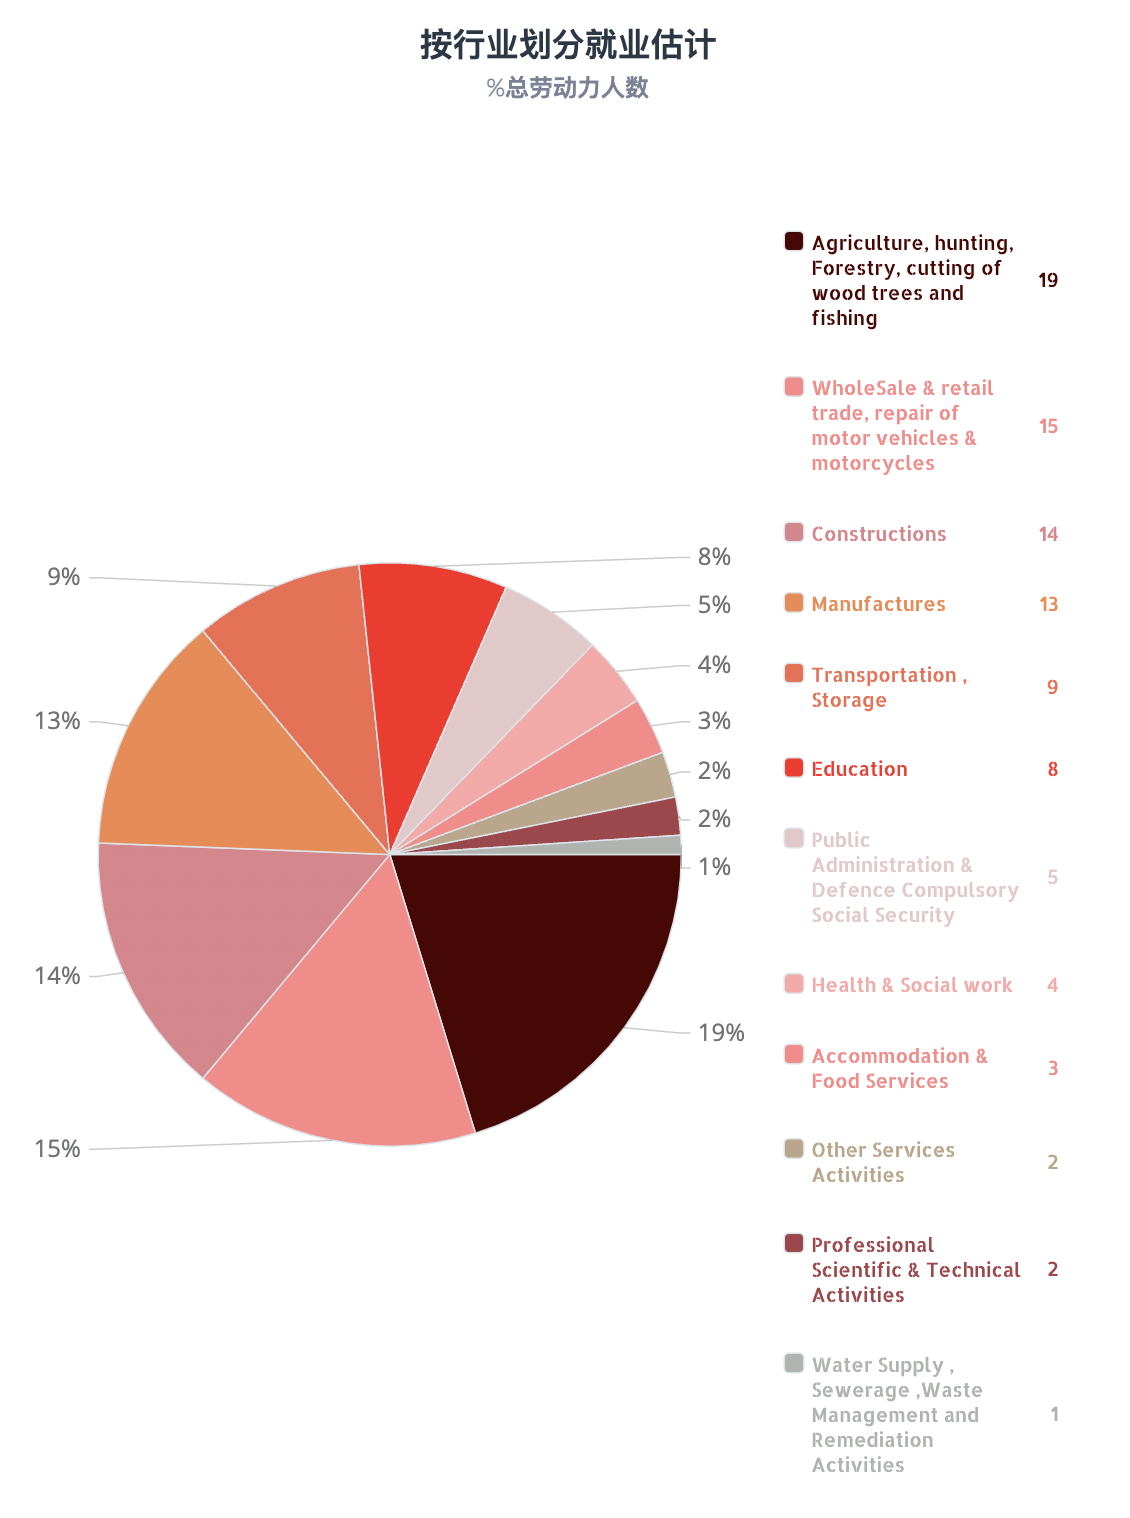 按行业划分就业估计
%总劳动力人数
9%
13%
14%
15%
8%
5%
4%
3%
2%
2%
1%
19%
Agriculture, hunting,
Forestry, cutting of
wood trees and
fishing
19
WholeSale & retail
trade, repair of
motor vehicles &
motorcycles
15
Constructions
14
Manufactures
13
Transportation ,
Storage
9
Education
8
Public
Administration &
Defence Compulsory
Social Security
5
Health & Social work
4
Accommodation &
Food Services
3
Other Services
Activities
2
Professional
Scientific & Technical
Activities
2
Water Supply ,
Sewerage ,Waste
Management and
Remediation
Activities
1